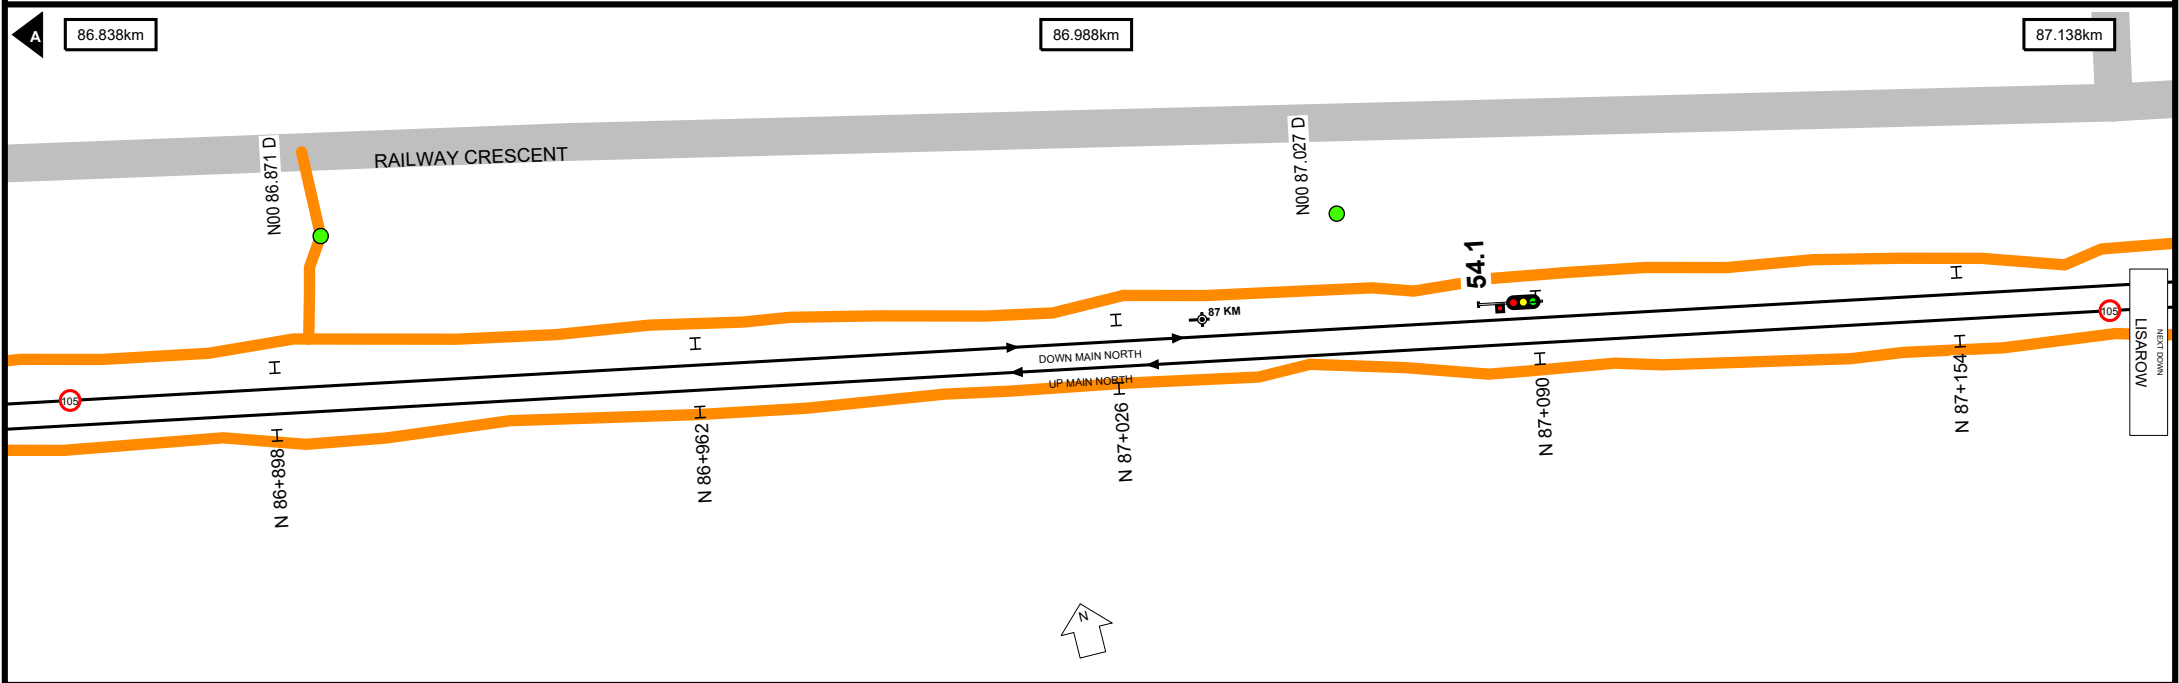 A
86.838km
86.988km
87.138km
N00 86.871 D
RAILWAY CRESCENT
N00 87.027 D
54.1
87 KM
DOWN MAIN NORTH
UP MAIN NORTH
105
105
LISAROW
NEXT DOWN
N 86+898
N 86+962
N 87+026
N 87+090
N 87+154
N